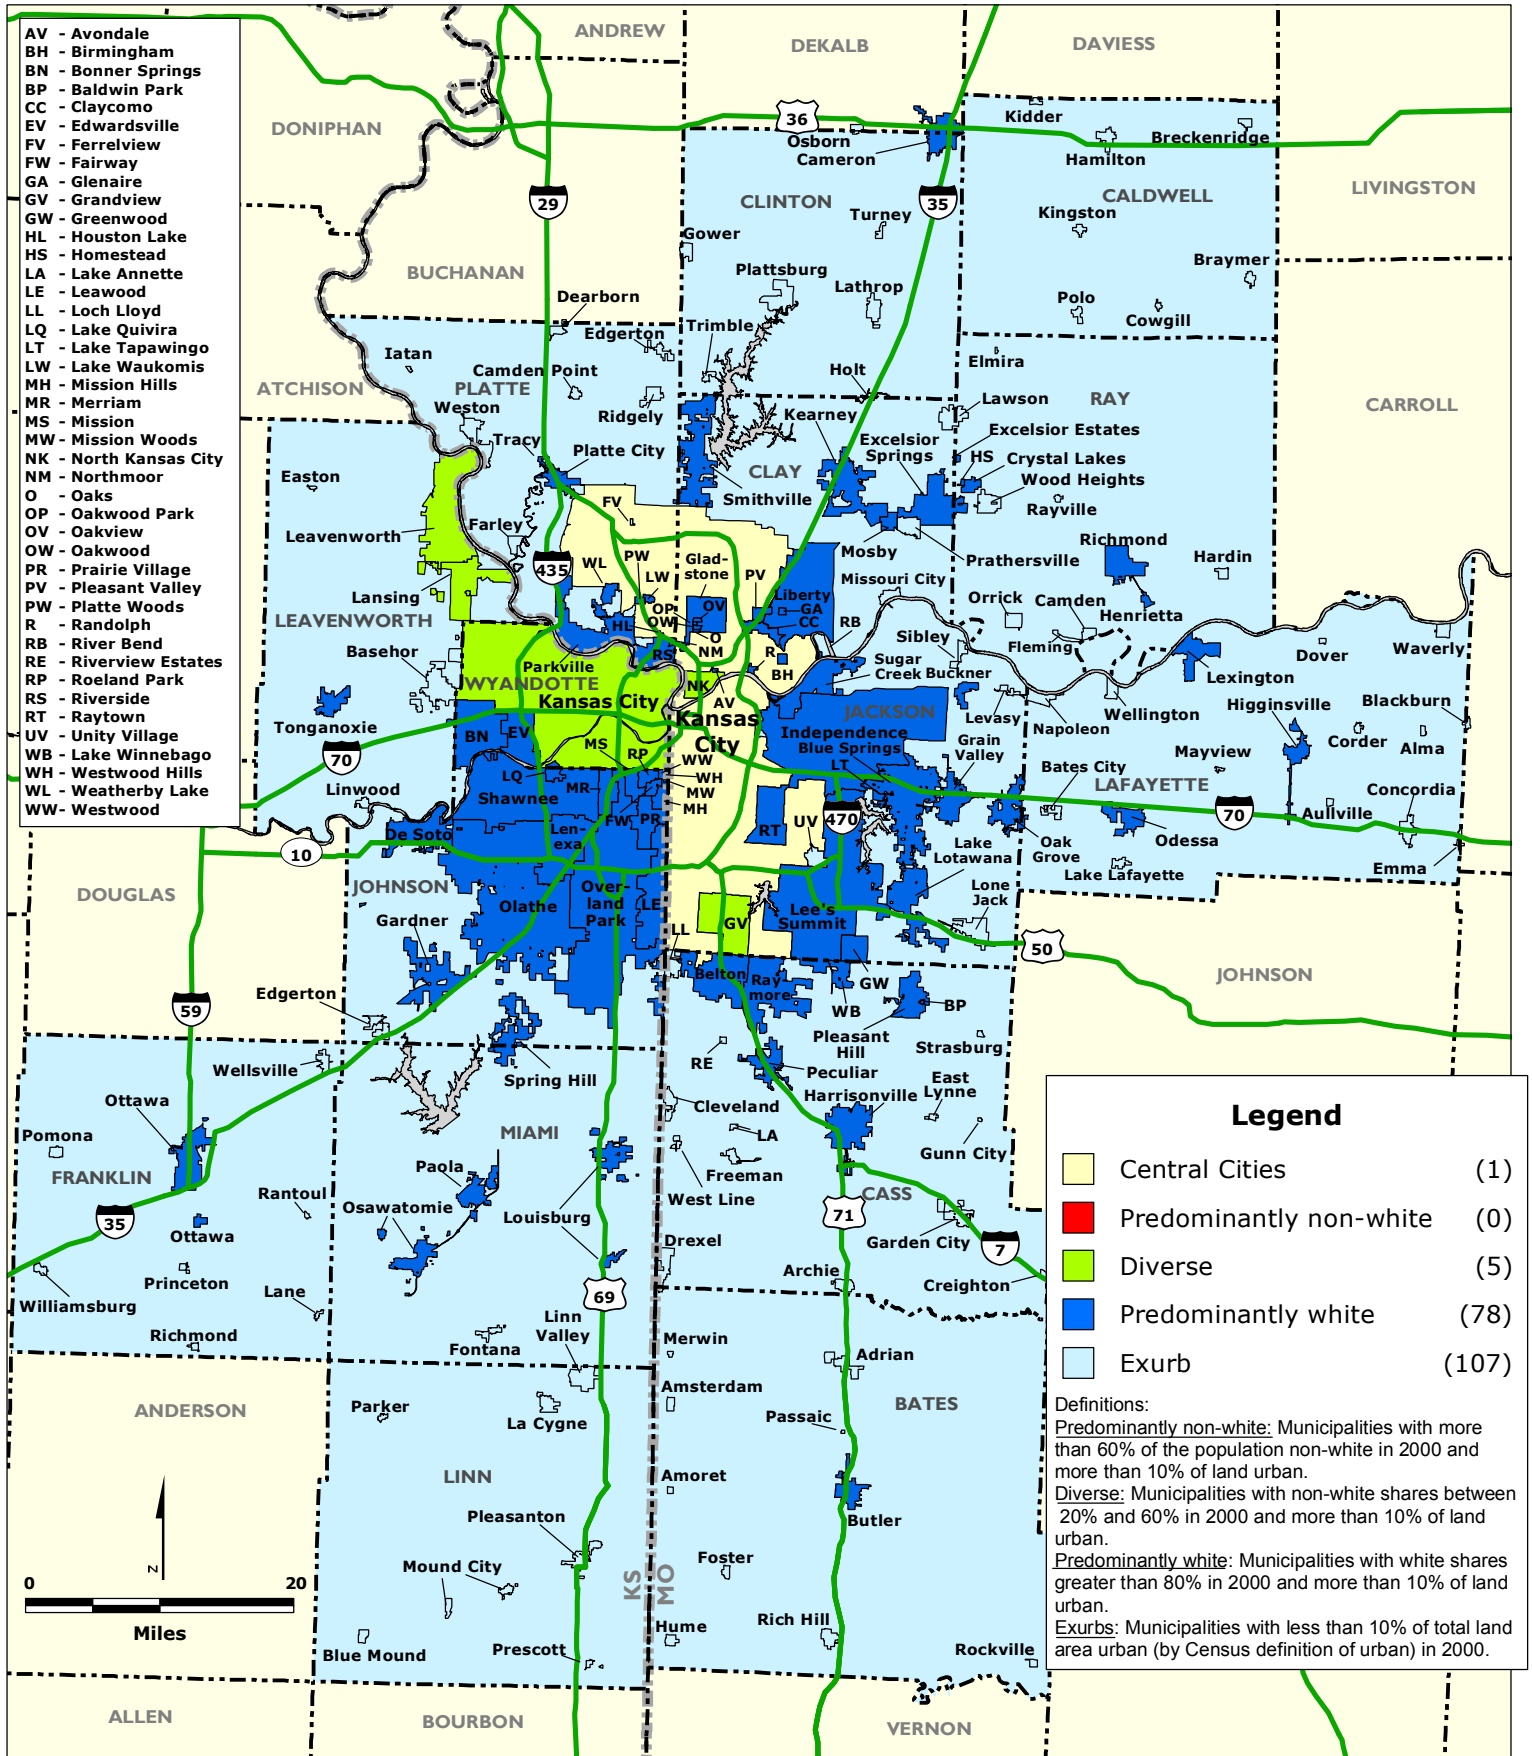 AV - Avondale
BH - Birmingham
BN - Bonner Springs
BP - Baldwin Park
CC - Claycomo
EV - Edwardsville
FV - Ferrelview
FW - Fairway
GA - Glenaire
GV - Grandview
GW - Greenwood
HL - Houston Lake
HS - Homestead
LA - Lake Annette
LE - Leawood
LL - Loch Lloyd
LQ - Lake Quivira
LT - Lake Tapawingo
LW - Lake Waukomis
MH - Mission Hills
MR - Merriam
MS - Mission
MW - Mission Woods
NK - North Kansas City
NM - Northmoor
O - Oaks
OP - Oakwood Park
OV - Oakview
OW - Oakwood
PR - Prairie Village
PV - Pleasant Valley
PW - Platte Woods
R - Randolph
RB - River Bend
RE - Riverview Estates
RP - Roeland Park
RS - Riverside
RT - Raytown
UV - Unity Village
WB - Lake Winnebago
WH - Westwood Hills
WL - Weatherby Lake
WW - Westwood
ANDREW
DEKALB
DAVIESS
DONIPHAN
36
Osborn
Cameron
Kidder
Hamilton
Breckenridge
29
35
CLINTON
CALDWELL
LIVINGSTON
Turney
Kingston
Gower
Braymer
BUCHANAN
Plattsburg
Lathrop
Polo
Cowgill
Dearborn
Edgerton
Trimble
Iatan
Camden Point
PLATTE
ATCHISON
Holt
Elmira
Weston
Ridgely
Kearney
Lawson
RAY
CARROLL
Tracy
Platte City
Excelsior
Springs
Excelsior Estates
HS
Crystal Lakes
Wood Heights
CLAY
Smithville
Rayville
Easton
FV
Leavenworth
Farley
Mosby
Prathersville
Richmond
Hardin
435
WL
PW
LW
Glad-
stone
PV
Missouri City
Lansing
Liberty
GA
CC
OP
OV
OW
HL
O
NM
RB
Orrick
Camden
Henrietta
LEAVENWORTH
Basehor
Parkville
RS
R
BH
Sibley
Fleming
Sugar
Creek
Buckner
Lexington
Dover
Waverly
WYANDOTTE
Kansas City
NK
AV
Kansas
City
JACKSON
Levasy
Napoleon
Wellington
Higginsville
Blackburn
Tonganoxie
70
BN
EV
MS
RP
WW
WH
MW
MH
Independence
Blue Springs
LT
Grain
Valley
Bates City
Mayview
Corder
Alma
LAFAYETTE
Linwood
LQ
Shawnee
MR
FW
PR
De Soto
Len-
exa
RT
UV
470
70
Concordia
Aullville
Oak
Grove
Odessa
Lake Lafayette
Emma
10
Lake
Lotawana
Lone
Jack
DOUGLAS
JOHNSON
Gardner
Olathe
Over-
land
Park
LE
LL
GV
Lee's
Summit
50
JOHNSON
Belton
Ray
more
GW
WB
BP
Pleasant
Hill
Strasburg
59
Edgerton
RE
Peculiar
Wellsville
Spring Hill
Ottawa
Pomona
FRANKLIN
MIAMI
Cleveland
LA
Harrisonville
East
Lynne
Gunn City
Freeman
West Line
CASS
Paola
Osawatomie
Rantoul
35
Ottawa
Louisburg
71
Garden City
7
Drexel
Archie
Creighton
Williamsburg
Princeton
Lane
Richmond
69
Linn
Valley
Fontana
Merwin
Adrian
ANDERSON
Parker
La Cygne
Amsterdam
Passaic
BATES
LINN
Amoret
Pleasanton
Butler
Mound City
Foster
KS
MO
Rich Hill
Hume
Blue Mound
Prescott
Rockville
ALLEN
BOURBON
VERNON
N
0 20
Miles
Legend
Central Cities (1)
Predominantly non-white (0)
Diverse (5)
Predominantly white (78)
Exurb (107)
Definitions:
Predominantly non-white: Municipalities with more
than 60% of the population non-white in 2000 and
more than 10% of land urban.
Diverse: Municipalities with non-white shares between
20% and 60% in 2000 and more than 10% of land
urban.
Predominantly white: Municipalities with white shares
greater than 80% in 2000 and more than 10% of land
urban.
Exurbs: Municipalities with less than 10% of total land
area urban (by Census definition of urban) in 2000.